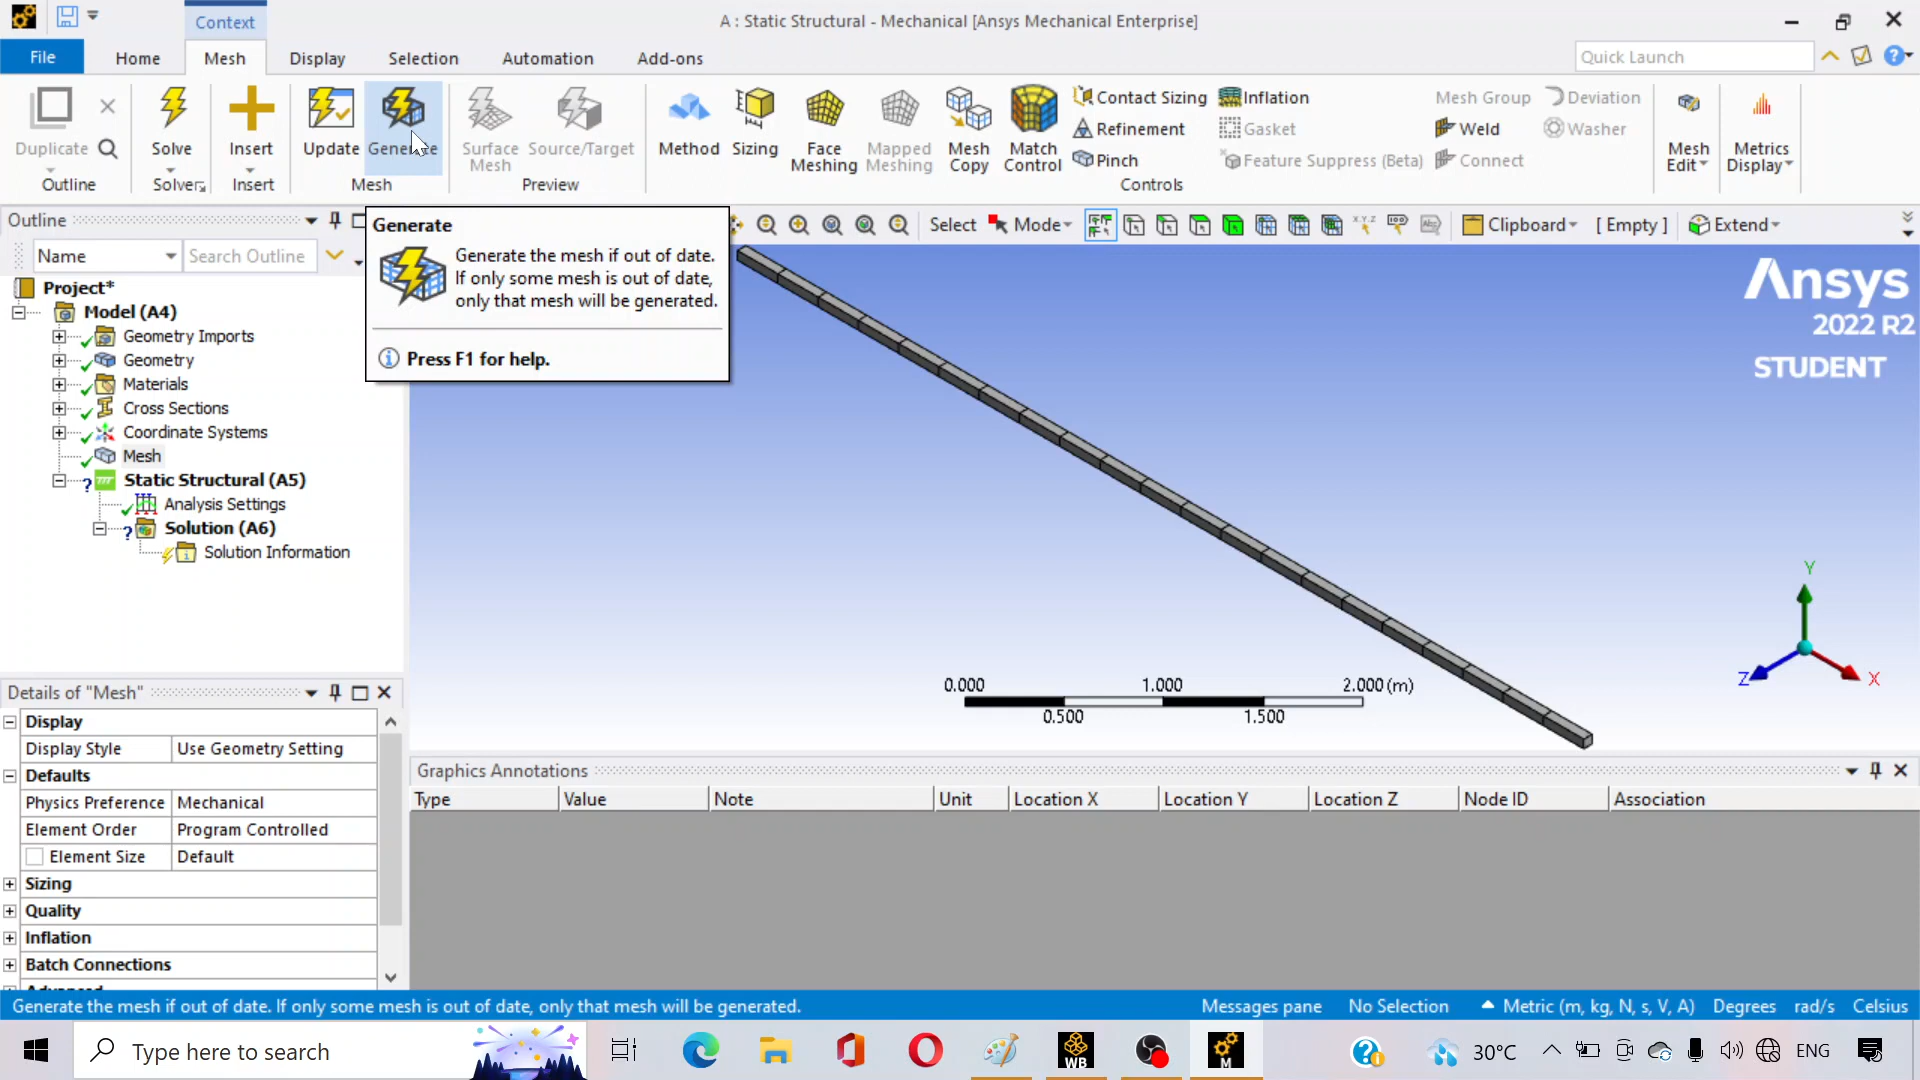 Context
A : Static Structural - Mechanical [Ansys Mechanical Enterprise]
File
Home
Mesh
Display
Selection
Automation
Add-ons
Quick Launch
Duplicate
Outline
Solve
Solver
Insert
Insert
Update
Generate
Mesh
Surface Mesh
Source/Target
Preview
Method
Sizing
Face Meshing
Mapped Meshing
Mesh Copy
Match Control
Contact Sizing
Refinement
Pinch
Inflation
Gasket
Feature Suppress (Beta)
Controls
Mesh Group
Weld
Connect
Deviation
Washer
Mesh Edit
Metrics Display
Outline
Name
Search Outline
Project*
Model (A4)
Geometry Imports
Geometry
Materials
Cross Sections
Coordinate Systems
Mesh
Static Structural (A5)
Analysis Settings
Solution (A6)
Solution Information
Generate
Generate the mesh if out of date.
If only some mesh is out of date,
only that mesh will be generated.
Press F1 for help.
Select
Mode
X,Y,Z
Clipboard
[ Empty ]
Extend
Ansys
2022 R2
STUDENT
Y
Z
X
0.000 1.000 2.000 (m)
0.500 1.500
Details of "Mesh"
Display
Display Style Use Geometry Setting
Defaults
Physics Preference Mechanical
Element Order Program Controlled
Element Size Default
Sizing
Quality
Inflation
Batch Connections
Advanced
Graphics Annotations
Type Value Note Unit Location X Location Y Location Z Node ID Association
Generate the mesh if out of date. If only some mesh is out of date, only that mesh will be generated.
Messages pane
No Selection
Metric (m, kg, N, s, V, A)
Degrees
rad/s
Celsius
Type here to search
WB
M
30°C
ENG